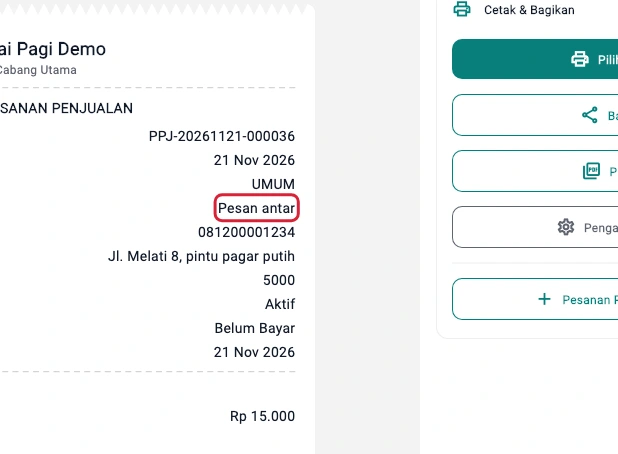 ai Pagi Demo
Cabang Utama
SANAN PENJUALAN
PPJ-20261121-000036
21 Nov 2026
UMUM
Pesan antar
081200001234
Jl. Melati 8, pintu pagar putih
5000
Aktif
Belum Bayar
21 Nov 2026
Rp 15.000
Cetak & Bagikan
Pilih
Ba
PDF P
Penga
Pesanan P